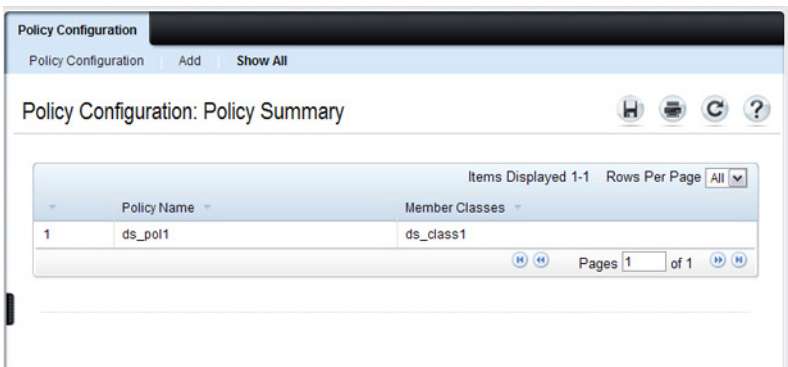 Policy Configuration
Policy Configuration Add Show All
Policy Configuration: Policy Summary
Items Displayed 1-1 Rows Per Page All
Policy Name Member Classes
1 ds_pol1 ds_class1
Pages 1 of 1